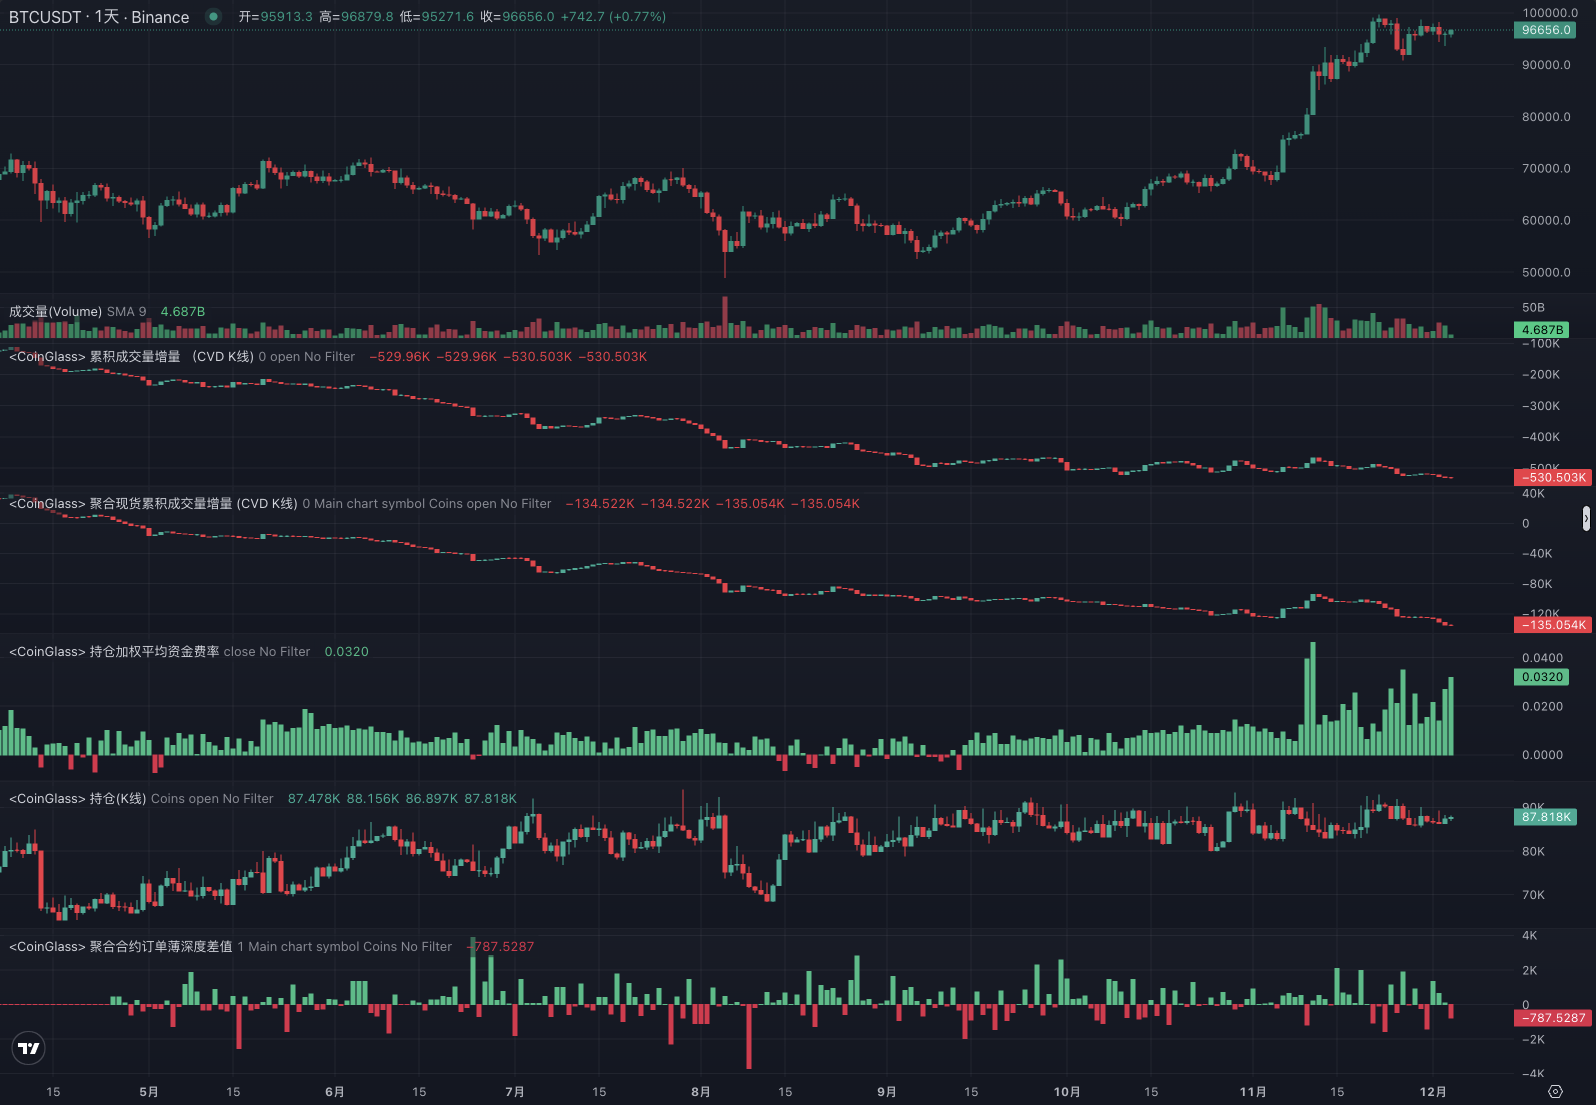 BTCUSDT · 1天 · Binance 开=95913.3 高=96879.8 低=95271.6 收=96656.0 +742.7 (+0.77%)
100000.0
96656.0
90000.0
80000.0
70000.0
60000.0
50000.0
成交量(Volume) SMA 9 4.687B
50B
4.687B
<CoinGlass> 累积成交量增量 (CVD K线) 0 open No Filter −529.96K −529.96K −530.503K −530.503K
−100K
−200K
−300K
−400K
−500K
−530.503K
<CoinGlass> 聚合现货累积成交量增量 (CVD K线) 0 Main chart symbol Coins open No Filter −134.522K −134.522K −135.054K −135.054K
40K
0
−40K
−80K
−120K
−135.054K
<CoinGlass> 持仓加权平均资金费率 close No Filter 0.0320
0.0400
0.0320
0.0200
0.0000
<CoinGlass> 持仓(K线) Coins open No Filter 87.478K 88.156K 86.897K 87.818K
90K
87.818K
80K
70K
<CoinGlass> 聚合合约订单薄深度差值 1 Main chart symbol Coins No Filter −787.5287
4K
2K
0
−787.5287
−2K
−4K
15 5月 15 6月 15 7月 15 8月 15 9月 15 10月 15 11月 15 12月